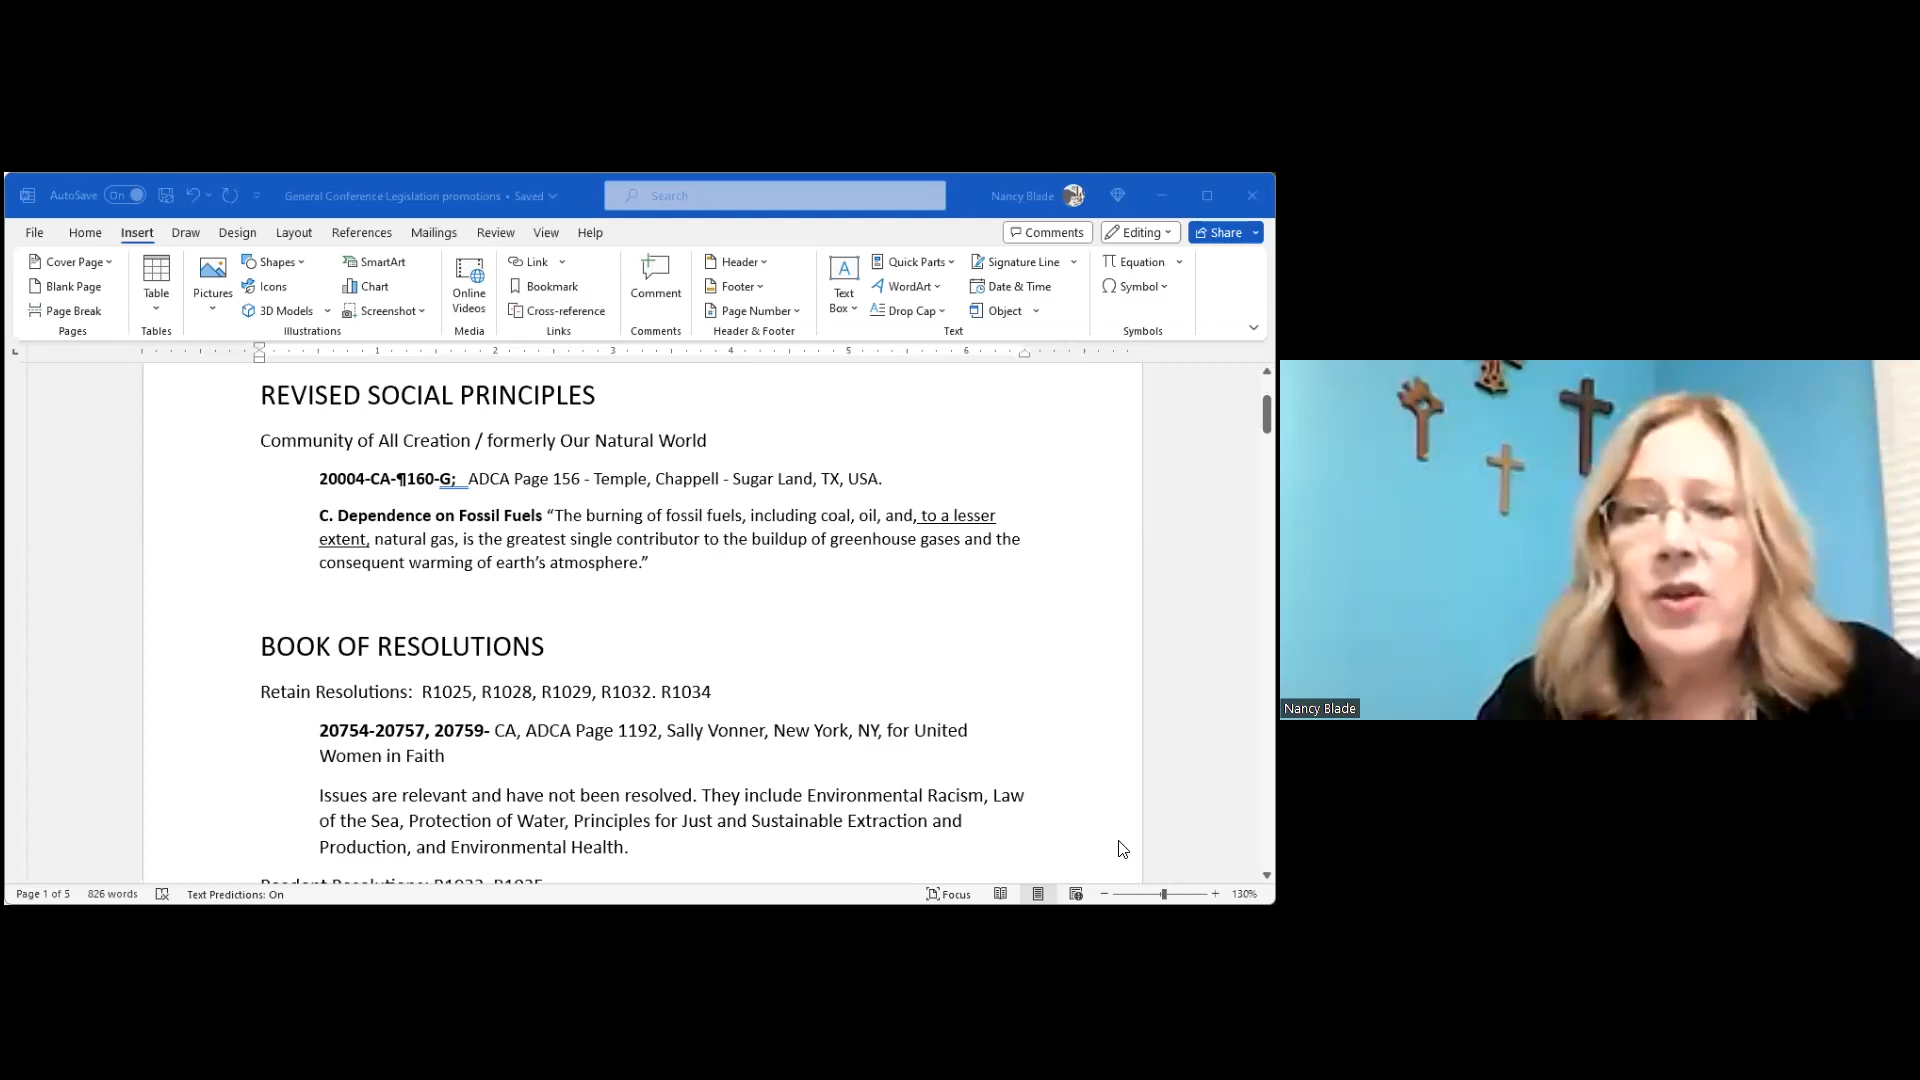 AutoSave On General Conference Legislation promotions • Saved Search Nancy Blade
File Home Insert Draw Design Layout References Mailings Review View Help Comments Editing Share
Cover Page Shapes SmartArt Link Header Quick Parts Signature Line Equation
Blank Page Table Pictures Icons Chart Online Videos Bookmark Comment Footer Text Box WordArt Date & Time Symbol
Page Break 3D Models Screenshot Cross-reference Page Number Drop Cap Object
Pages Tables Illustrations Media Links Comments Header & Footer Text Symbols
1 2 3 4 5 6
REVISED SOCIAL PRINCIPLES
Community of All Creation / formerly Our Natural World
20004-CA-¶160-G; ADCA Page 156 - Temple, Chappell - Sugar Land, TX, USA.
C. Dependence on Fossil Fuels “The burning of fossil fuels, including coal, oil, and, to a lesser
extent, natural gas, is the greatest single contributor to the buildup of greenhouse gases and the
consequent warming of earth’s atmosphere.”
BOOK OF RESOLUTIONS
Retain Resolutions: R1025, R1028, R1029, R1032. R1034
20754-20757, 20759- CA, ADCA Page 1192, Sally Vonner, New York, NY, for United
Women in Faith
Issues are relevant and have not been resolved. They include Environmental Racism, Law
of the Sea, Protection of Water, Principles for Just and Sustainable Extraction and
Production, and Environmental Health.
Page 1 of 5 826 words Text Predictions: On Focus 130%
Nancy Blade